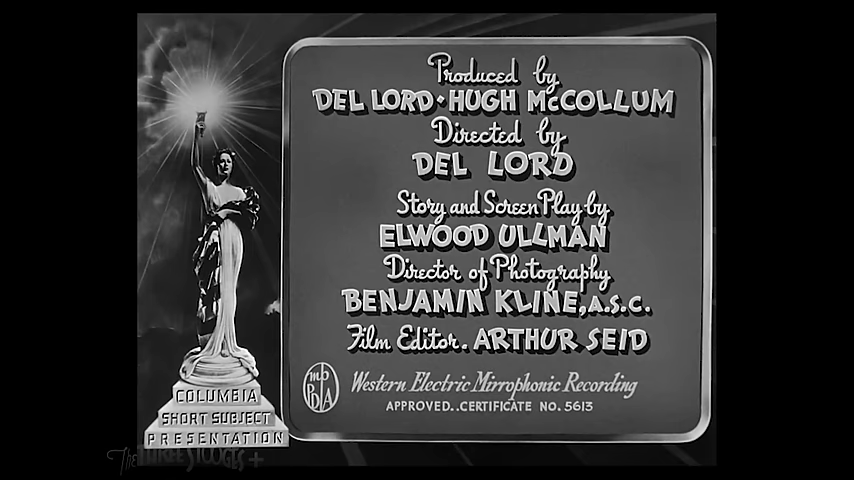 Produced by
DEL LORD • HUGH McCOLLUM
Directed by
DEL LORD
Story and Screen Play by
ELWOOD ULLMAN
Director of Photography
BENJAMIN KLINE, A.S.C.
Film Editor. ARTHUR SEID
Western Electric Mirrophonic Recording
APPROVED..CERTIFICATE NO. 5613
COLUMBIA
SHORT SUBJECT
PRESENTATION
The THREE STOOGES +